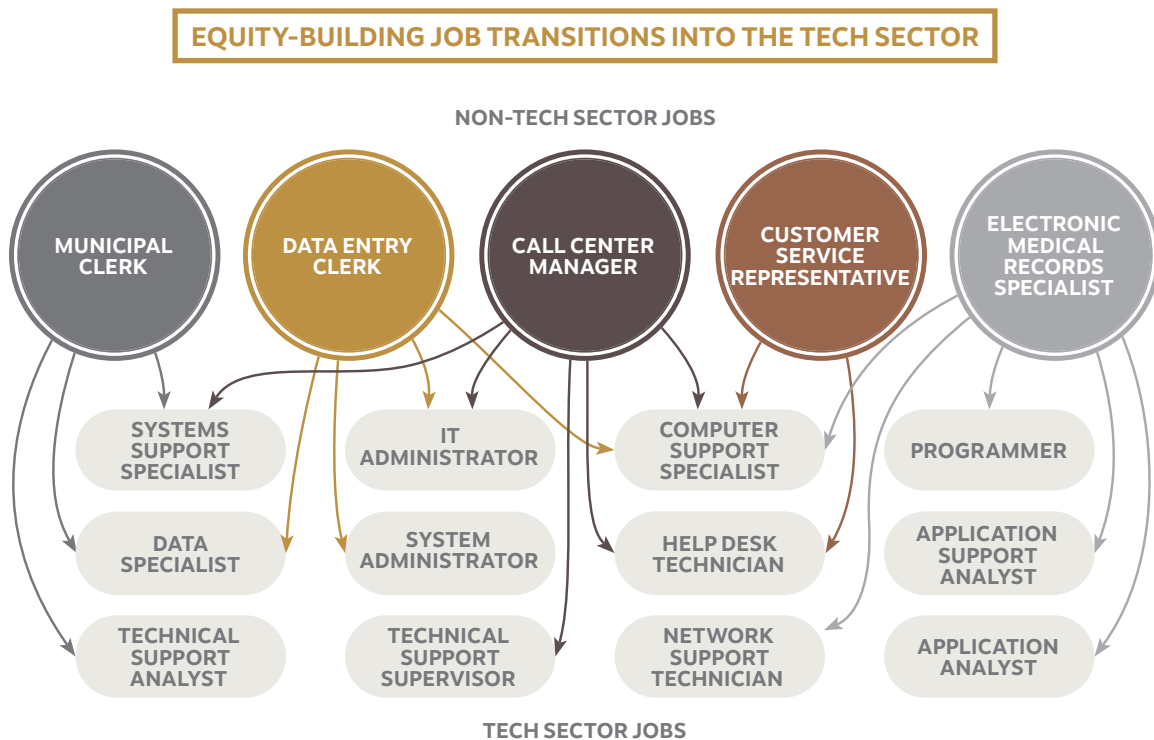 EQUITY-BUILDING JOB TRANSITIONS INTO THE TECH SECTOR
NON-TECH SECTOR JOBS
MUNICIPAL
CLERK
DATA ENTRY
CLERK
CALL CENTER
MANAGER
CUSTOMER
SERVICE
REPRESENTATIVE
ELECTRONIC
MEDICAL
RECORDS
SPECIALIST
SYSTEMS
SUPPORT
SPECIALIST
IT
ADMINISTRATOR
COMPUTER
SUPPORT
SPECIALIST
PROGRAMMER
DATA
SPECIALIST
SYSTEM
ADMINISTRATOR
HELP DESK
TECHNICIAN
APPLICATION
SUPPORT
ANALYST
TECHNICAL
SUPPORT
ANALYST
TECHNICAL
SUPPORT
SUPERVISOR
NETWORK
SUPPORT
TECHNICIAN
APPLICATION
ANALYST
TECH SECTOR JOBS